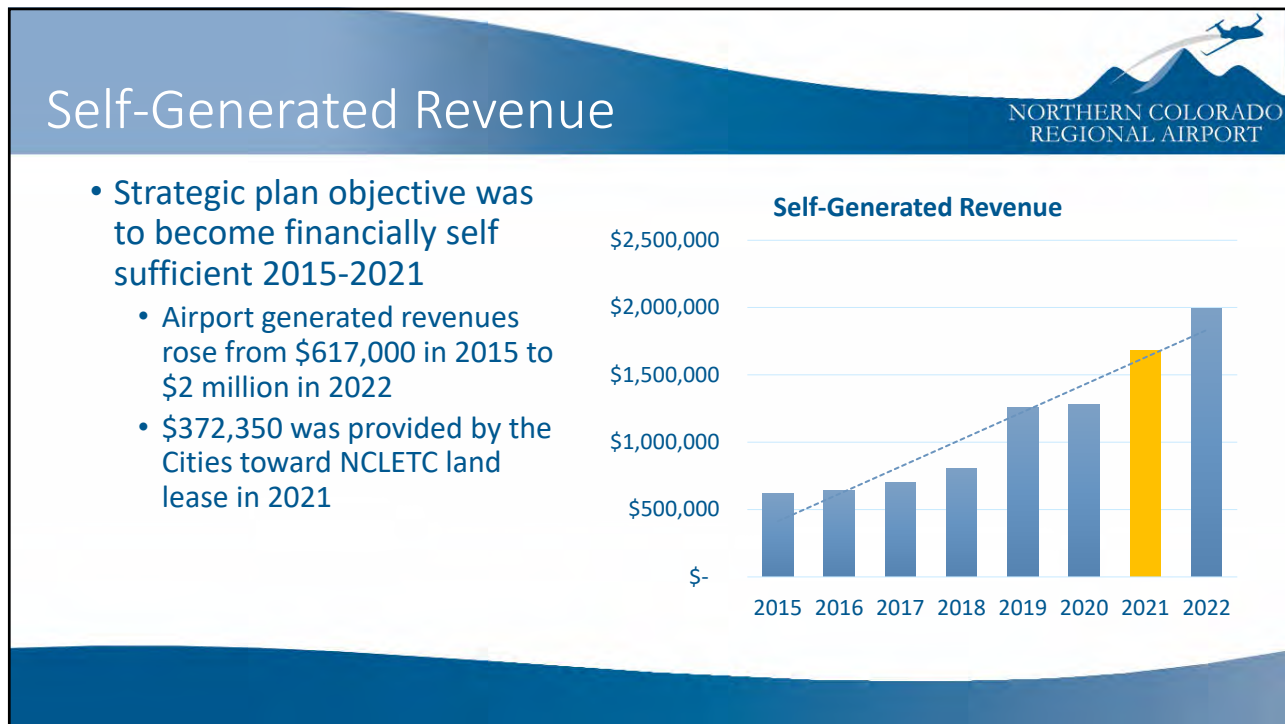 Self-Generated Revenue
NORTHERN COLORADO
REGIONAL AIRPORT
• Strategic plan objective was
to become financially self
sufficient 2015-2021
• Airport generated revenues
rose from $617,000 in 2015 to
$2 million in 2022
• $372,350 was provided by the
Cities toward NCLETC land
lease in 2021
Self-Generated Revenue
$2,500,000
$2,000,000
$1,500,000
$1,000,000
$500,000
$-
2015 2016 2017 2018 2019 2020 2021 2022